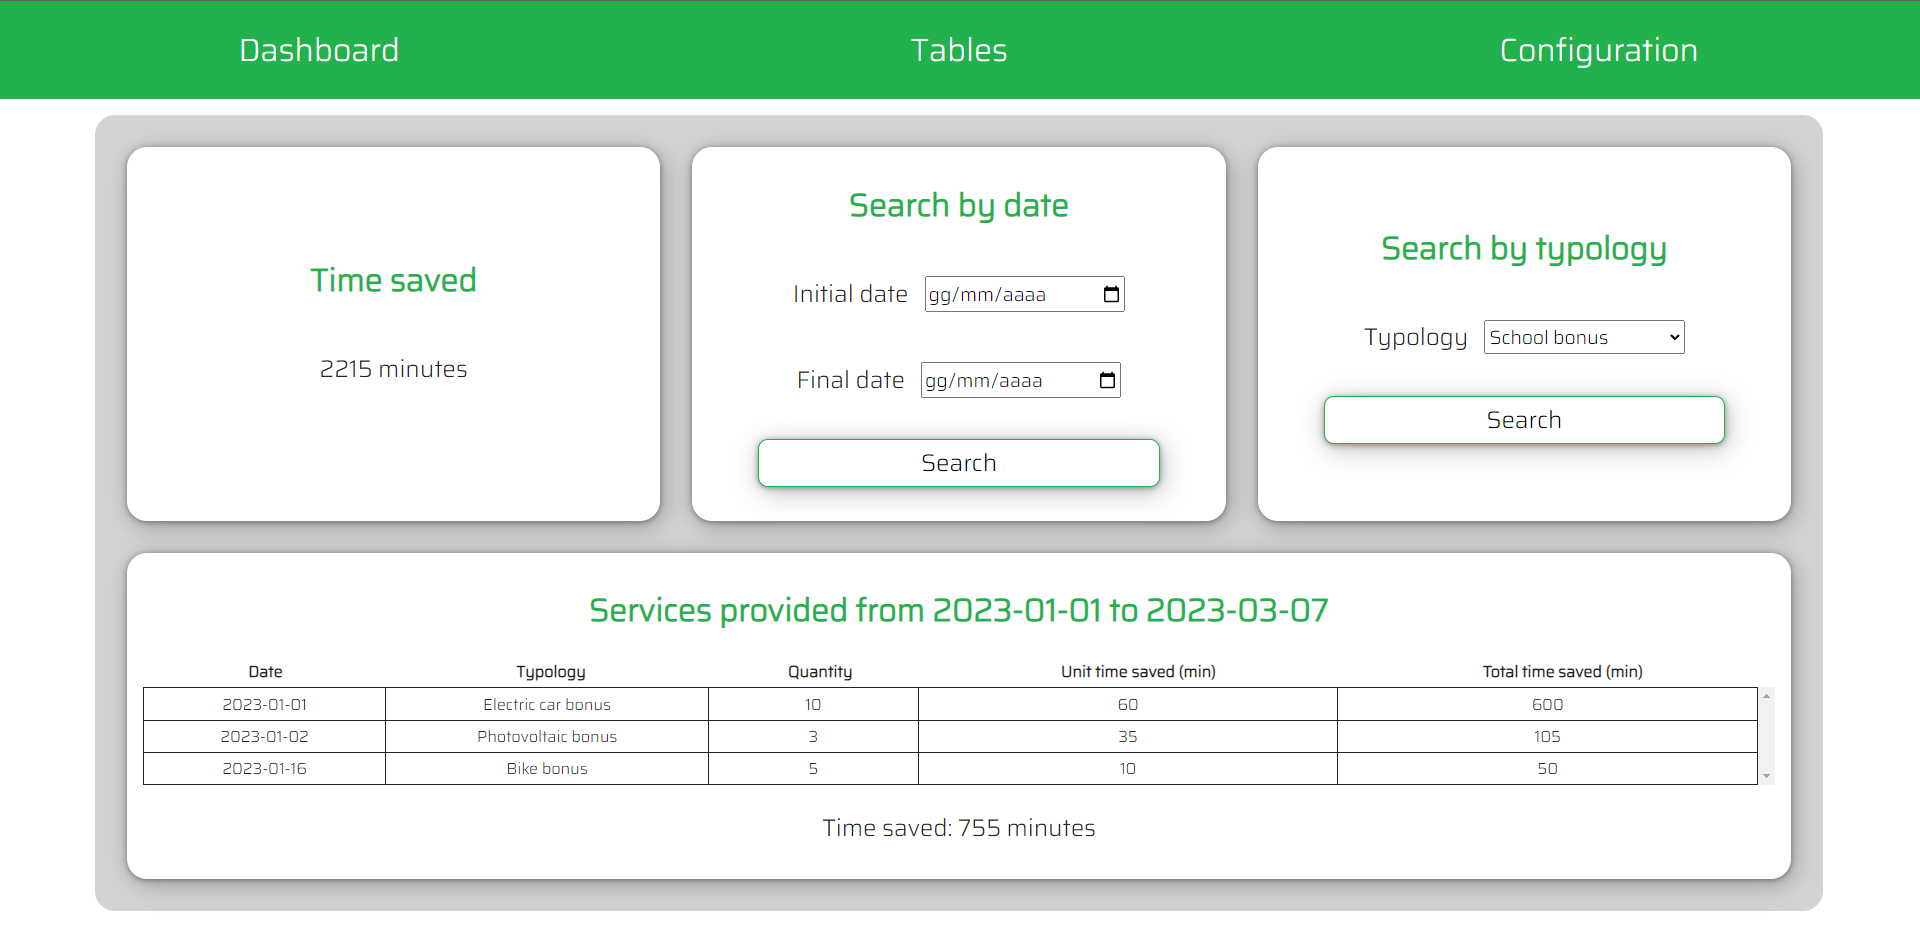 Dashboard Tables Configuration
Time saved
2215 minutes
Search by date
Initial date gg/mm/aaaa
Final date gg/mm/aaaa
Search
Search by typology
Typology School bonus
Search
Services provided from 2023-01-01 to 2023-03-07
Date Typology Quantity Unit time saved (min) Total time saved (min)
2023-01-01 Electric car bonus 10 60 600
2023-01-02 Photovoltaic bonus 3 35 105
2023-01-16 Bike bonus 5 10 50
Time saved: 755 minutes